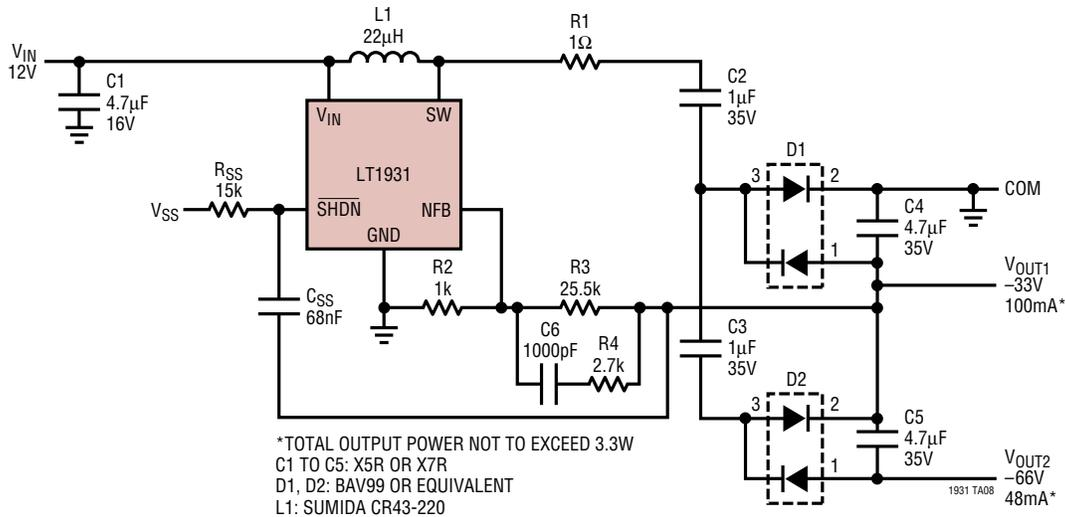 L1
22µH
R1
1Ω
VIN
12V
C1
4.7µF
16V
C2
1µF
35V
VIN
SW
LT1931
RSS
15k
VSS
SHDN
NFB
GND
D1
3
2
1
COM
C4
4.7µF
35V
VOUT1
–33V
100mA*
R2
1k
R3
25.5k
CSS
68nF
C6
1000pF
R4
2.7k
C3
1µF
35V
D2
3
2
1
C5
4.7µF
35V
VOUT2
–66V
48mA*
1931 TA08
*TOTAL OUTPUT POWER NOT TO EXCEED 3.3W
C1 TO C5: X5R OR X7R
D1, D2: BAV99 OR EQUIVALENT
L1: SUMIDA CR43-220